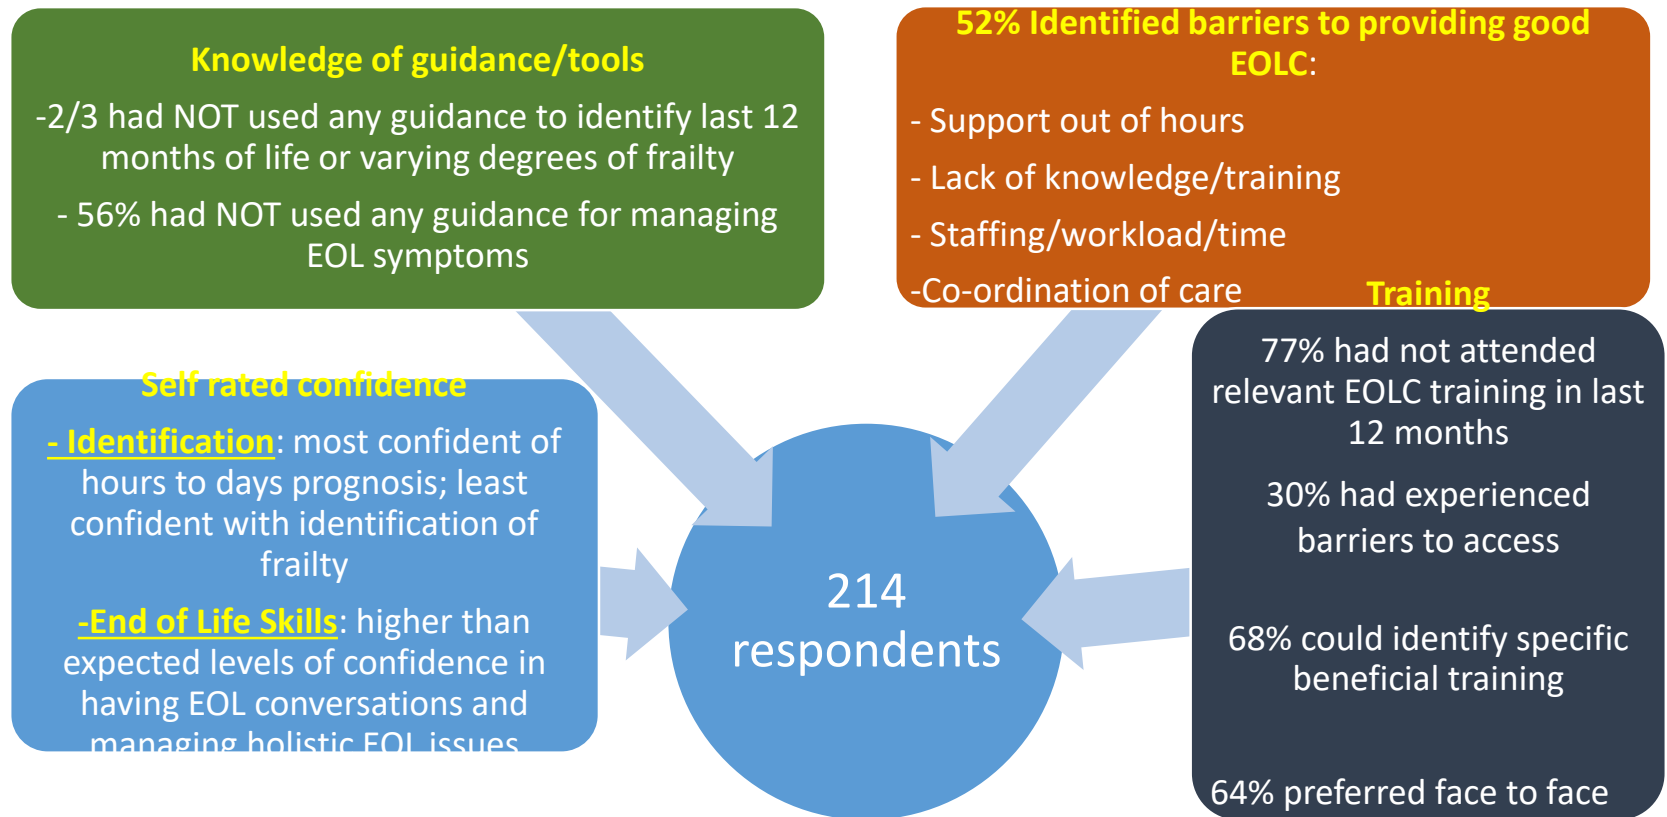 Knowledge of guidance/tools
-2/3 had NOT used any guidance to identify last 12
months of life or varying degrees of frailty
- 56% had NOT used any guidance for managing
EOL symptoms
52% Identified barriers to providing good
EOLC:
- Support out of hours
- Lack of knowledge/training
- Staffing/workload/time
-Co-ordination of care
Self rated confidence
- Identification: most confident of
hours to days prognosis; least
confident with identification of
frailty
-End of Life Skills: higher than
expected levels of confidence in
having EOL conversations and
managing holistic EOL issues
214
respondents
Training
77% had not attended
relevant EOLC training in last
12 months
30% had experienced
barriers to access
68% could identify specific
beneficial training
64% preferred face to face